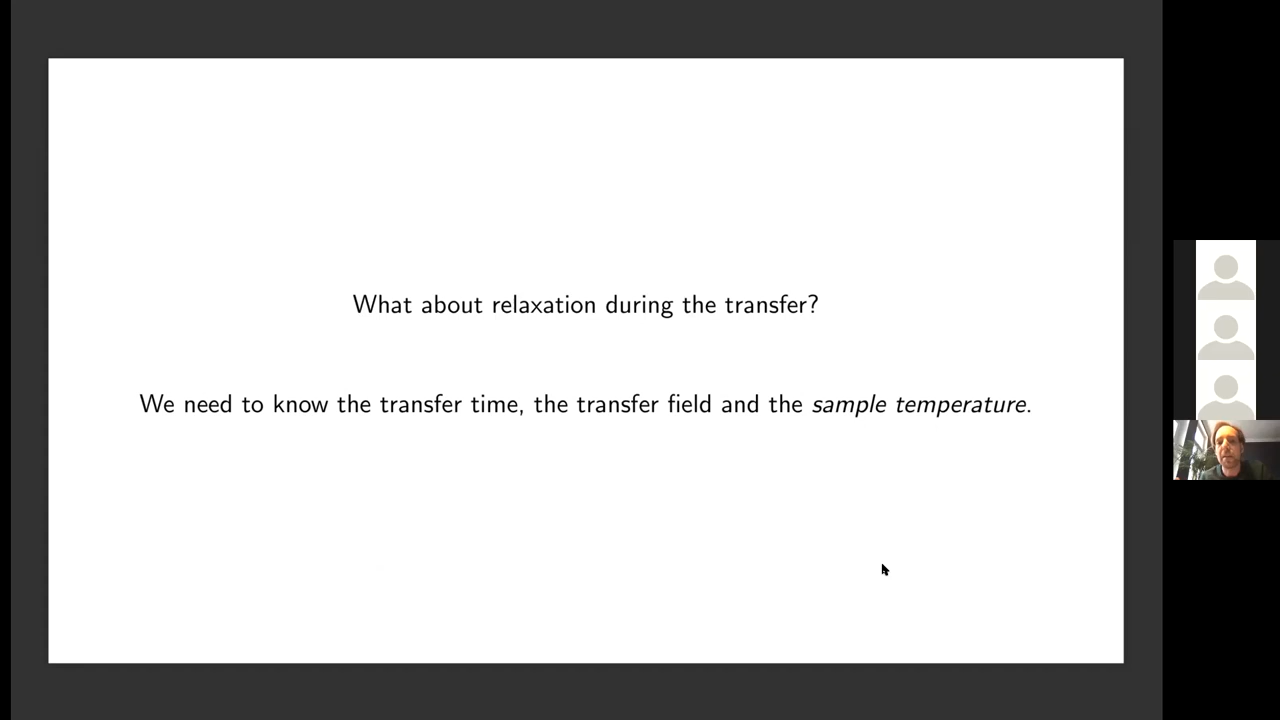 What about relaxation during the transfer?
We need to know the transfer time, the transfer field and the sample temperature.